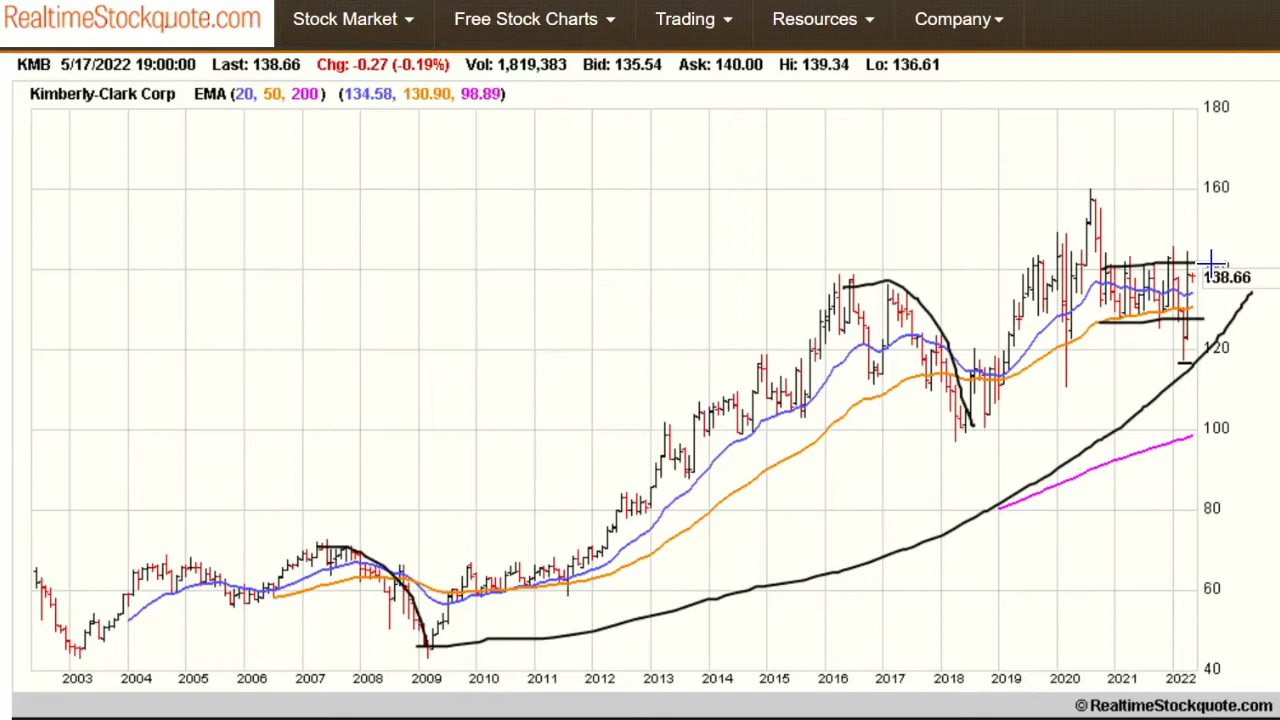 RealtimeStockquote.com Stock Market Free Stock Charts Trading Resources Company
KMB 5/17/2022 19:00:00 Last: 138.66 Chg: -0.27 (-0.19%) Vol: 1,819,383 Bid: 135.54 Ask: 140.00 Hi: 139.34 Lo: 136.61
Kimberly-Clark Corp EMA (20, 50, 200 ) (134.58, 130.90, 98.89)
180
160
138.66
120
100
80
60
40
2003 2004 2005 2006 2007 2008 2009 2010 2011 2012 2013 2014 2015 2016 2017 2018 2019 2020 2021 2022
© RealtimeStockquote.com